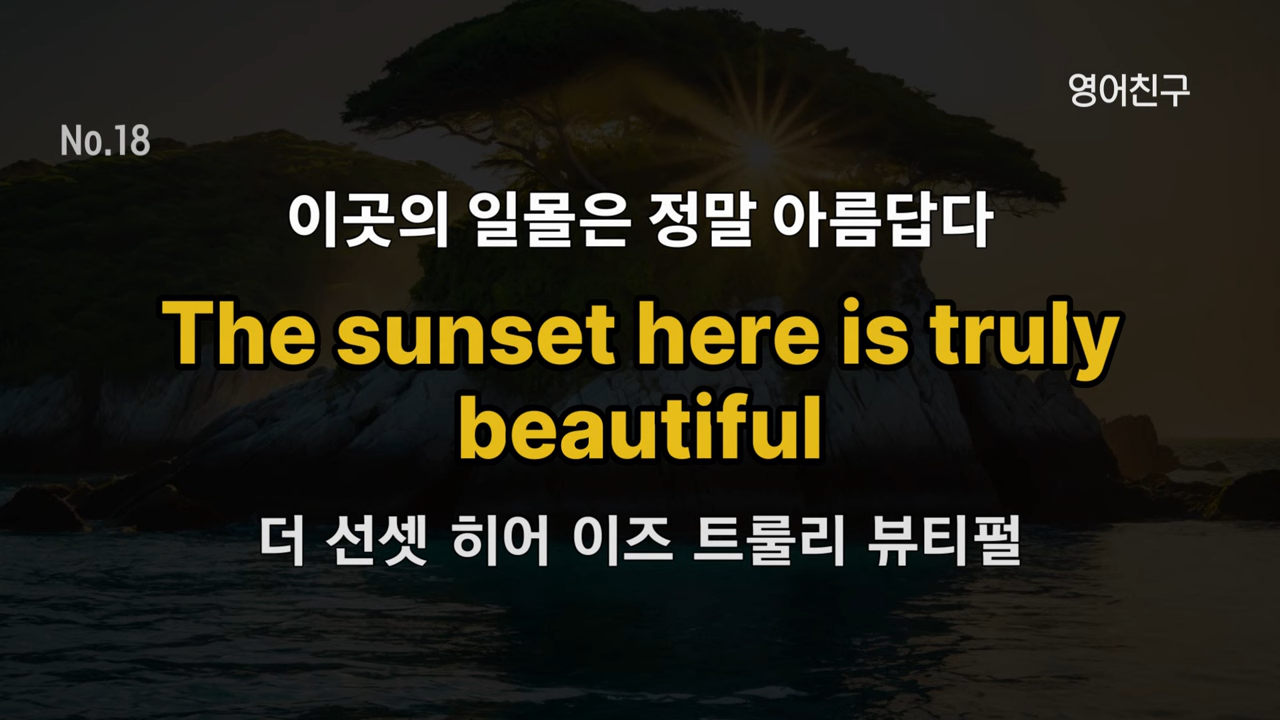 영어친구
No.18
이곳의 일몰은 정말 아름답다
The sunset here is truly
beautiful
더 선셋 히어 이즈 트룰리 뷰티펄